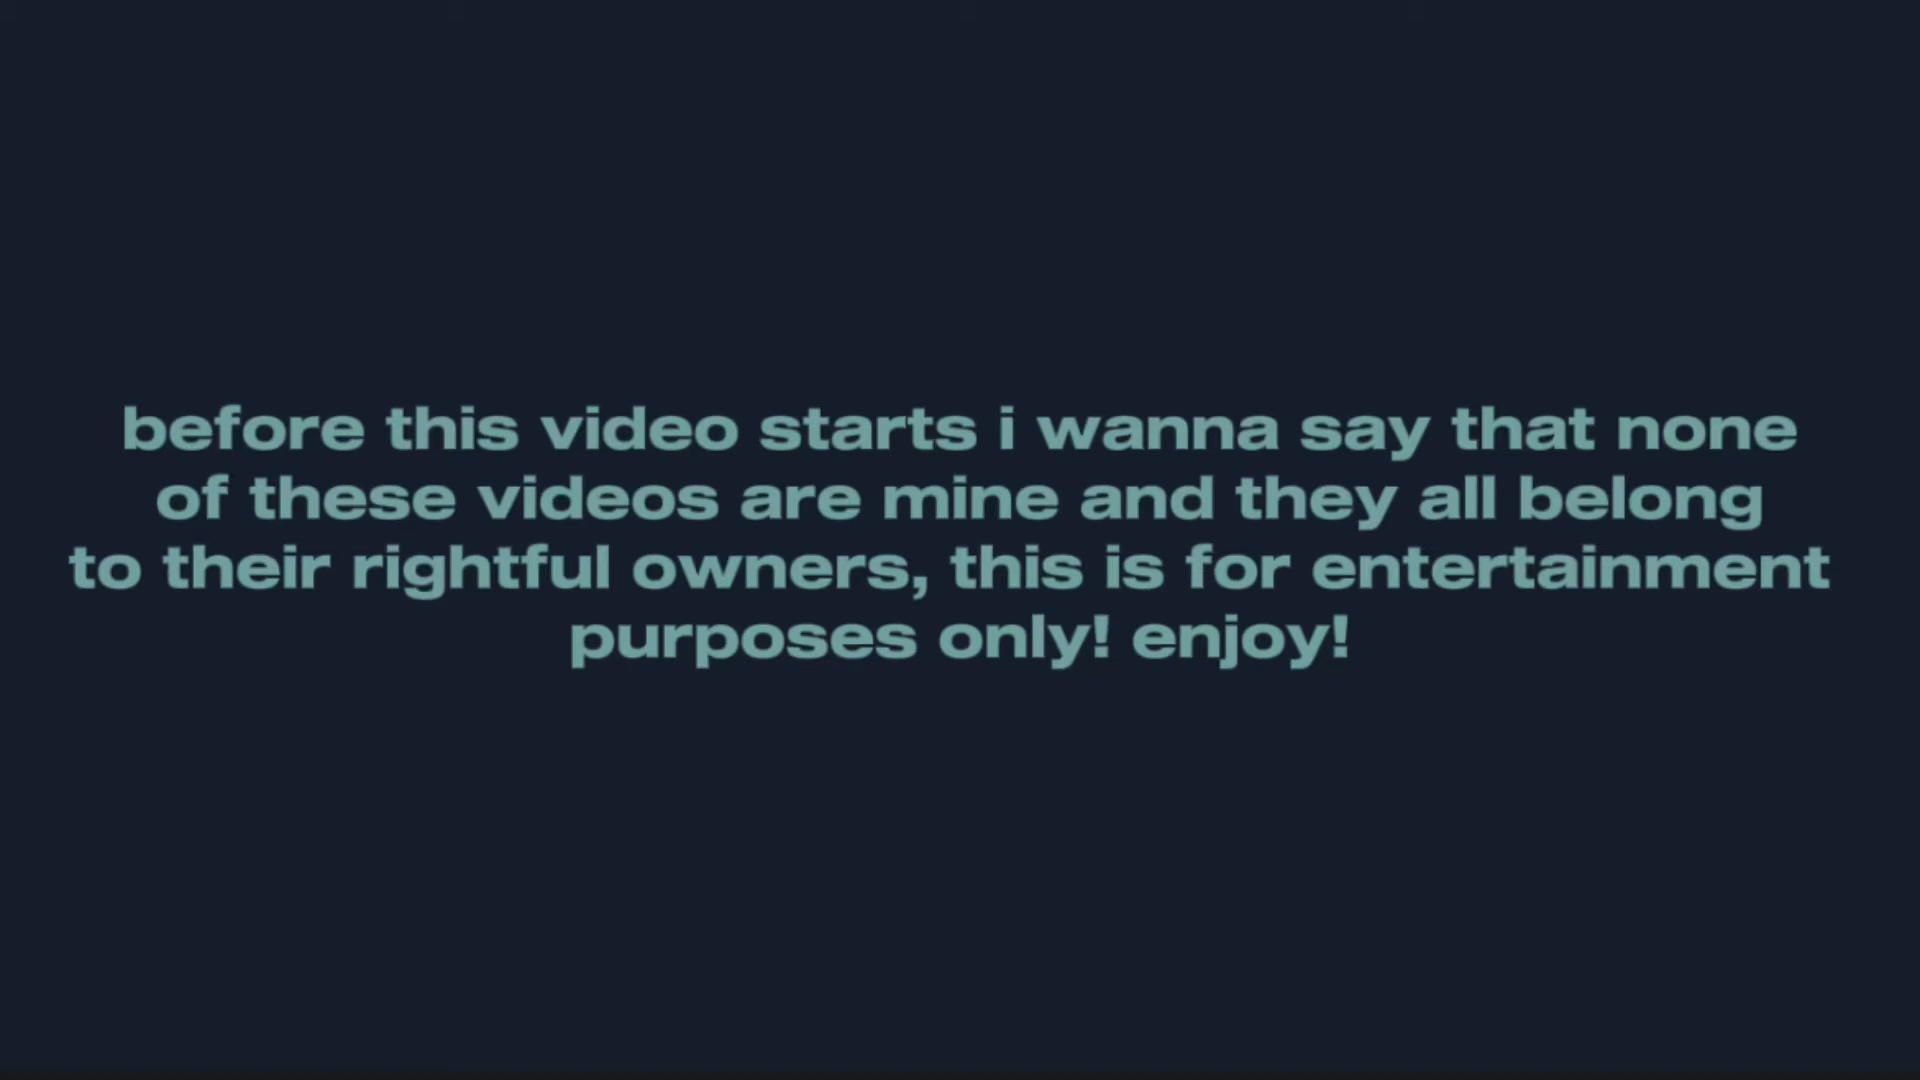 before this video starts i wanna say that none
of these videos are mine and they all belong
to their rightful owners, this is for entertainment
purposes only! enjoy!